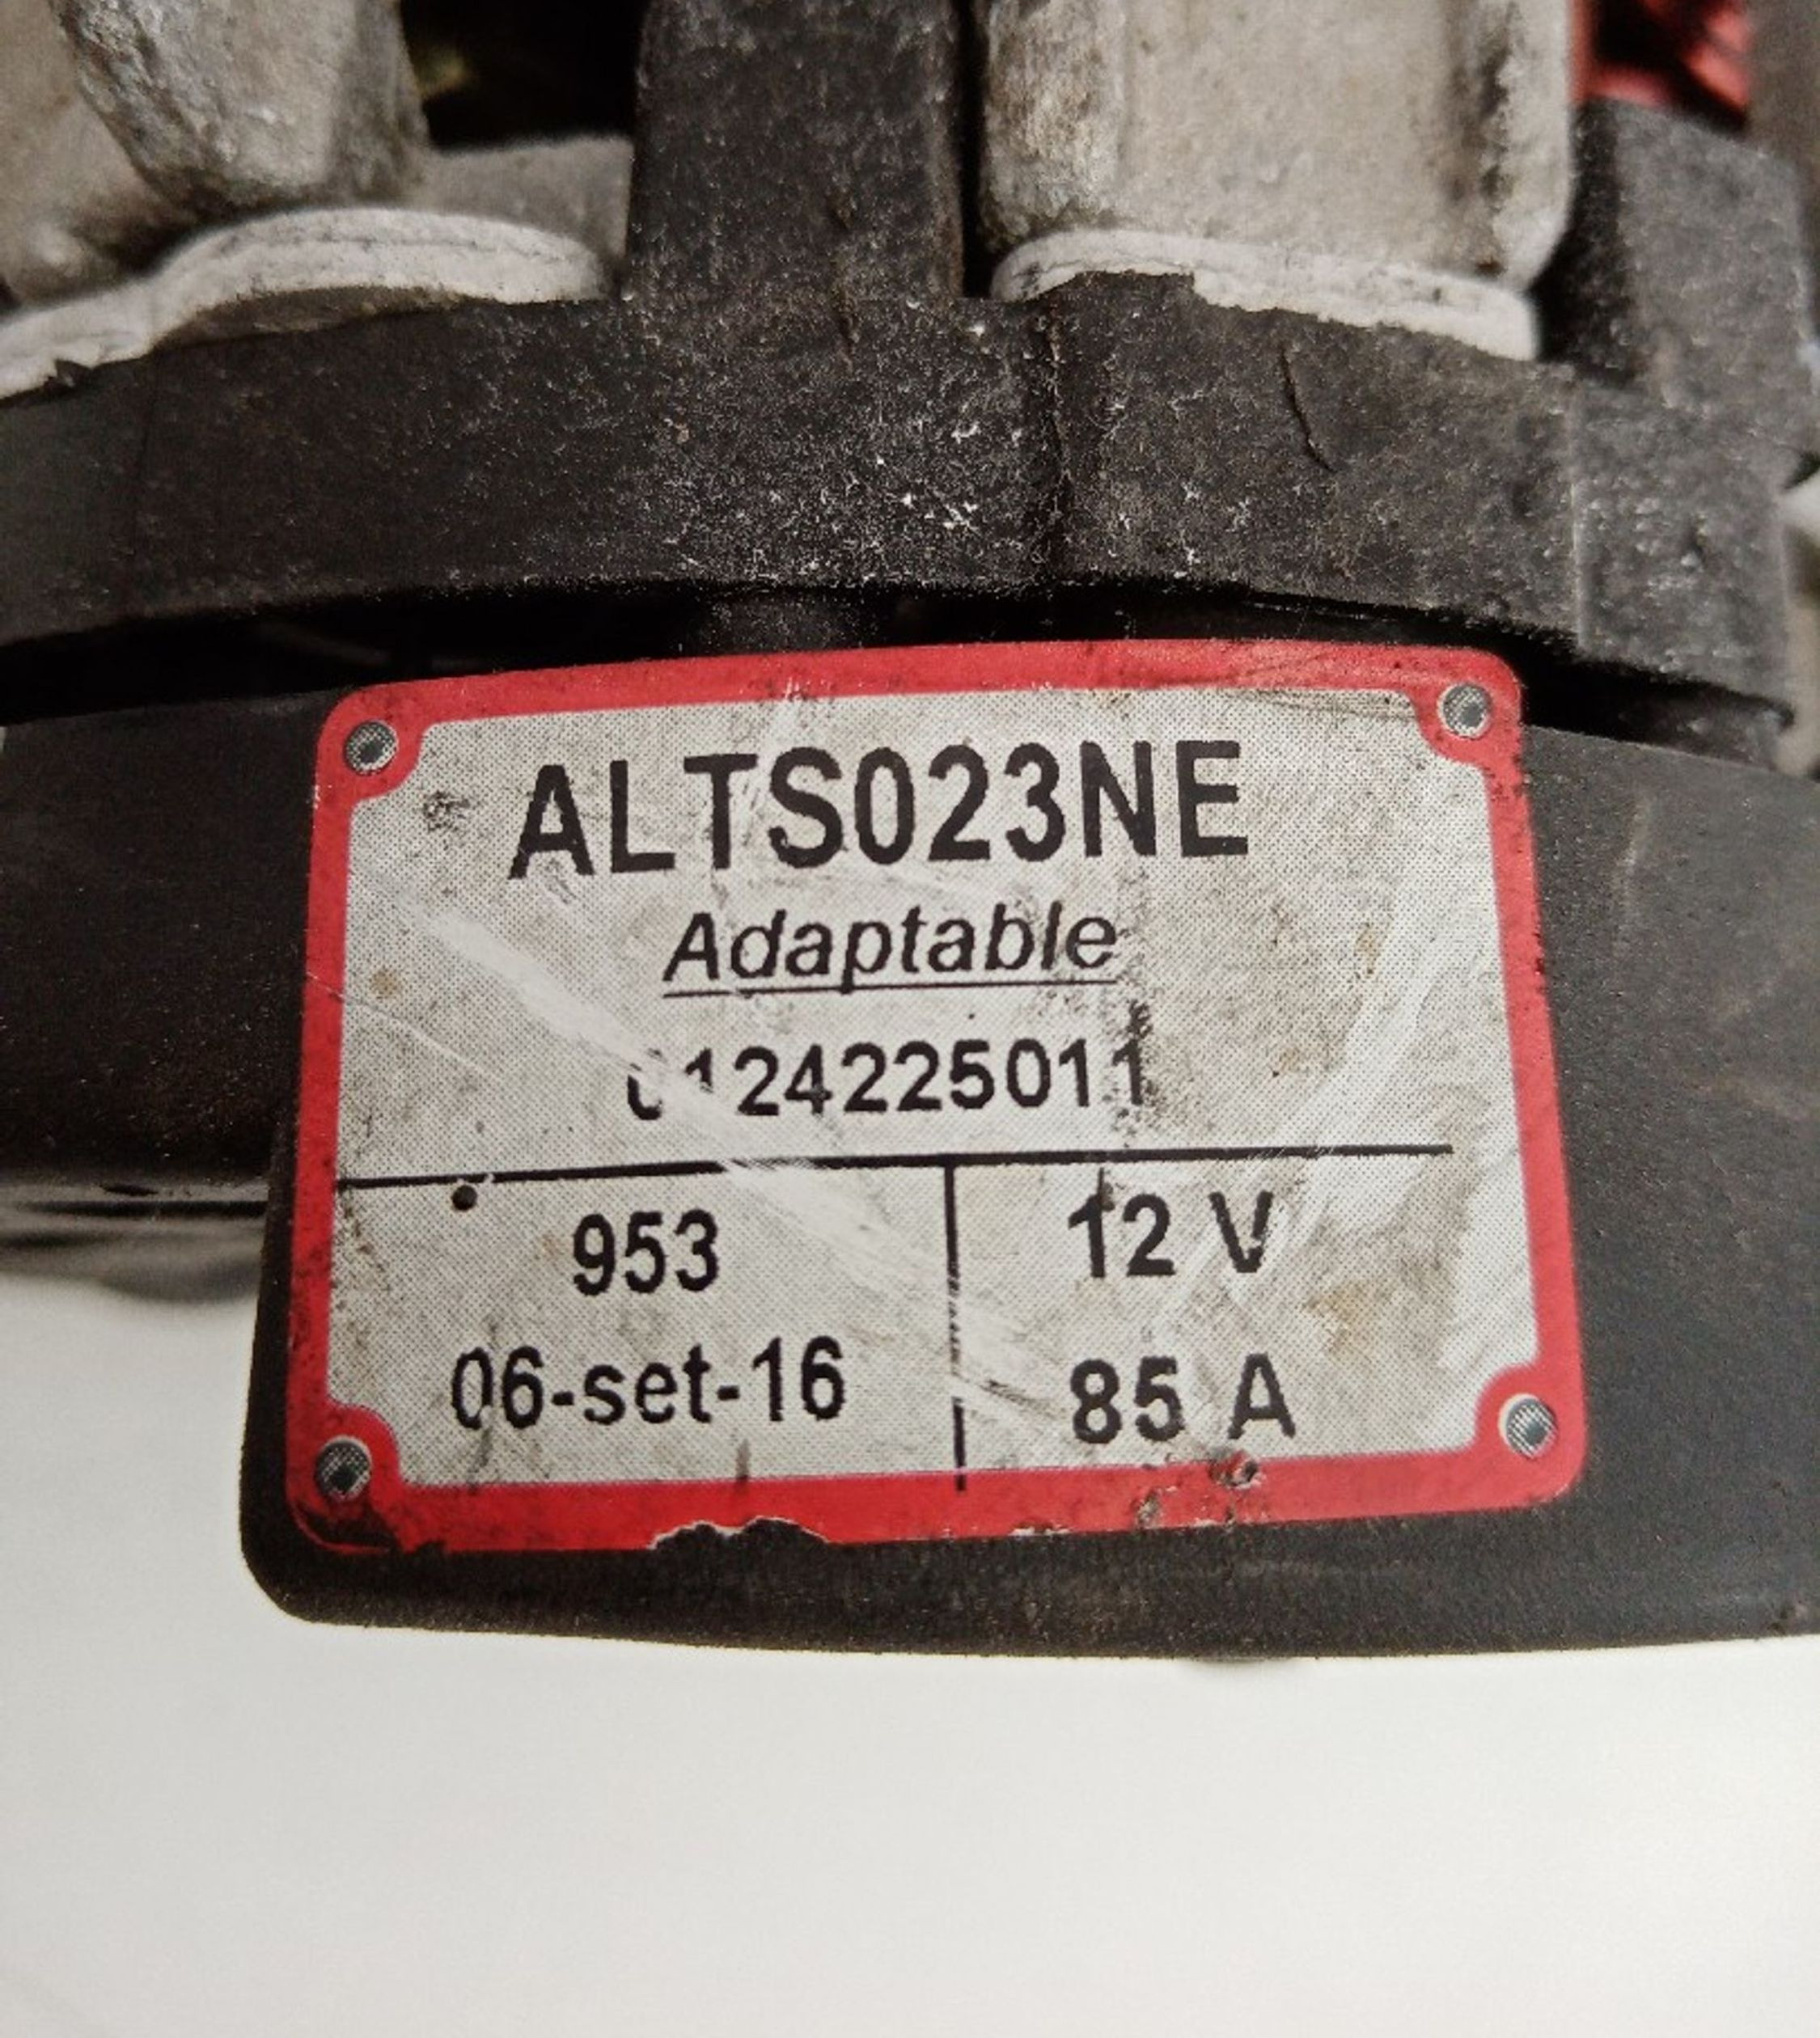 ALTS023NE
Adaptable
0124225011
953
12 V
06-set-16
85 A